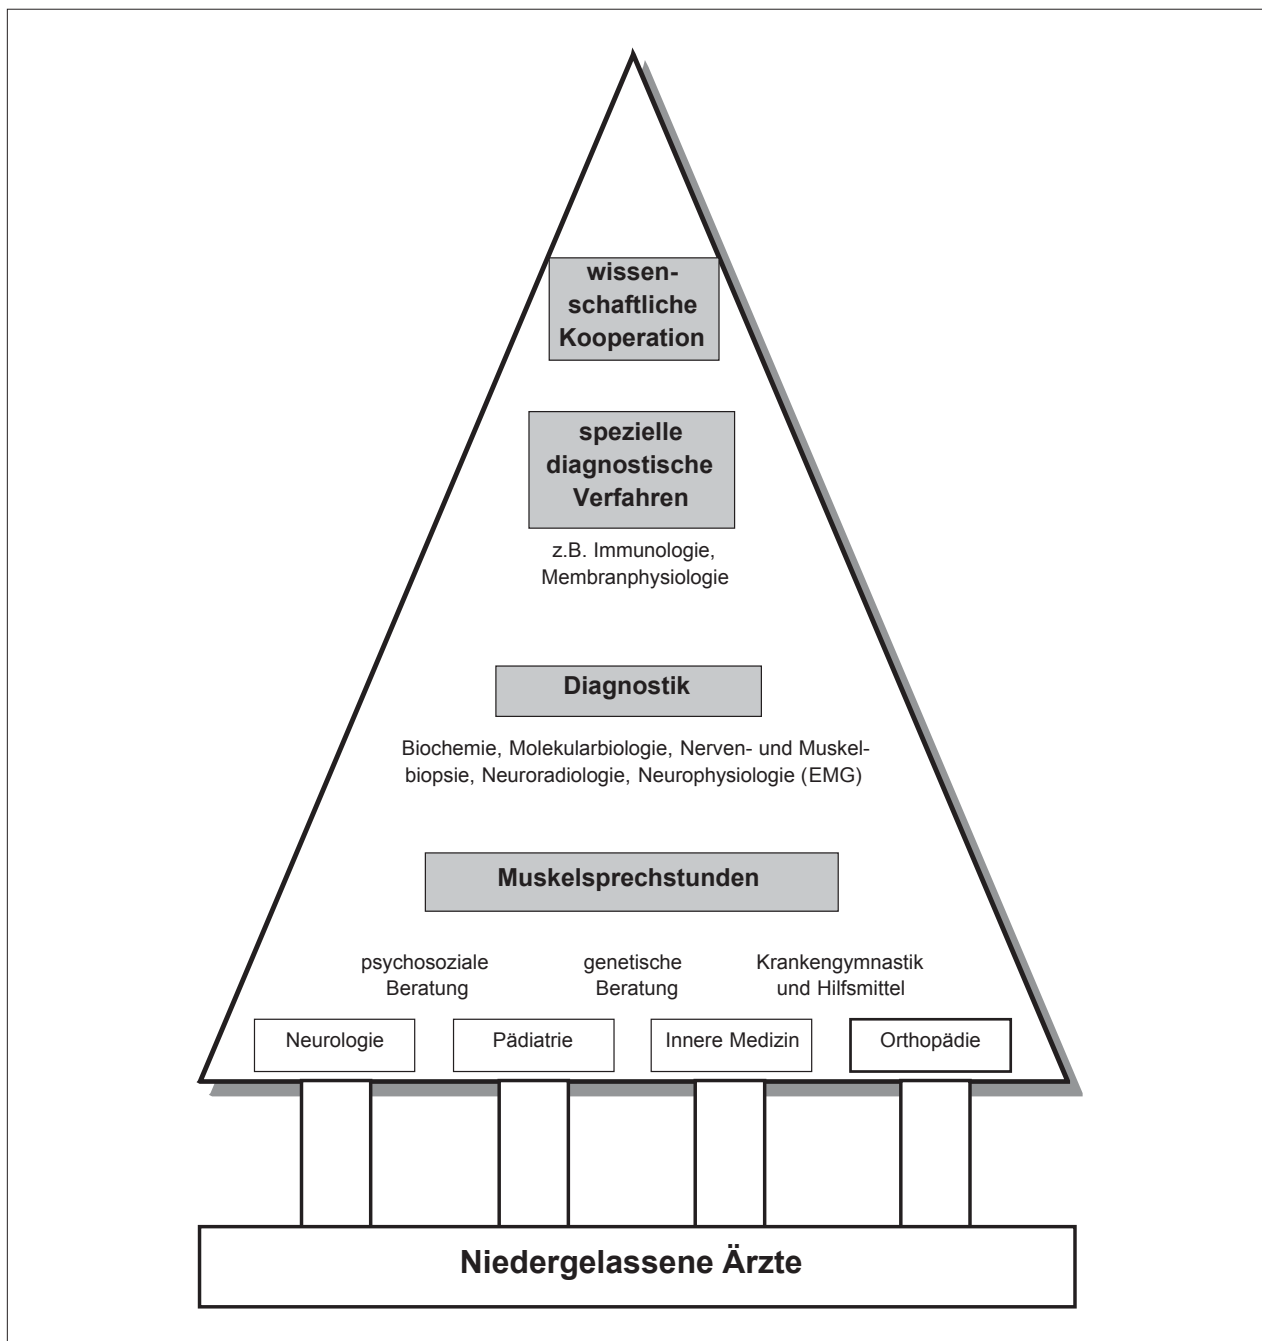 wissen-
schaftliche
Kooperation
spezielle
diagnostische
Verfahren
z.B. Immunologie,
Membranphysiologie
Diagnostik
Biochemie, Molekularbiologie, Nerven- und Muskel-
biopsie, Neuroradiologie, Neurophysiologie (EMG)
Muskelsprechstunden
psychosoziale
Beratung
genetische
Beratung
Krankengymnastik
und Hilfsmittel
Neurologie
Pädiatrie
Innere Medizin
Orthopädie
Niedergelassene Ärzte